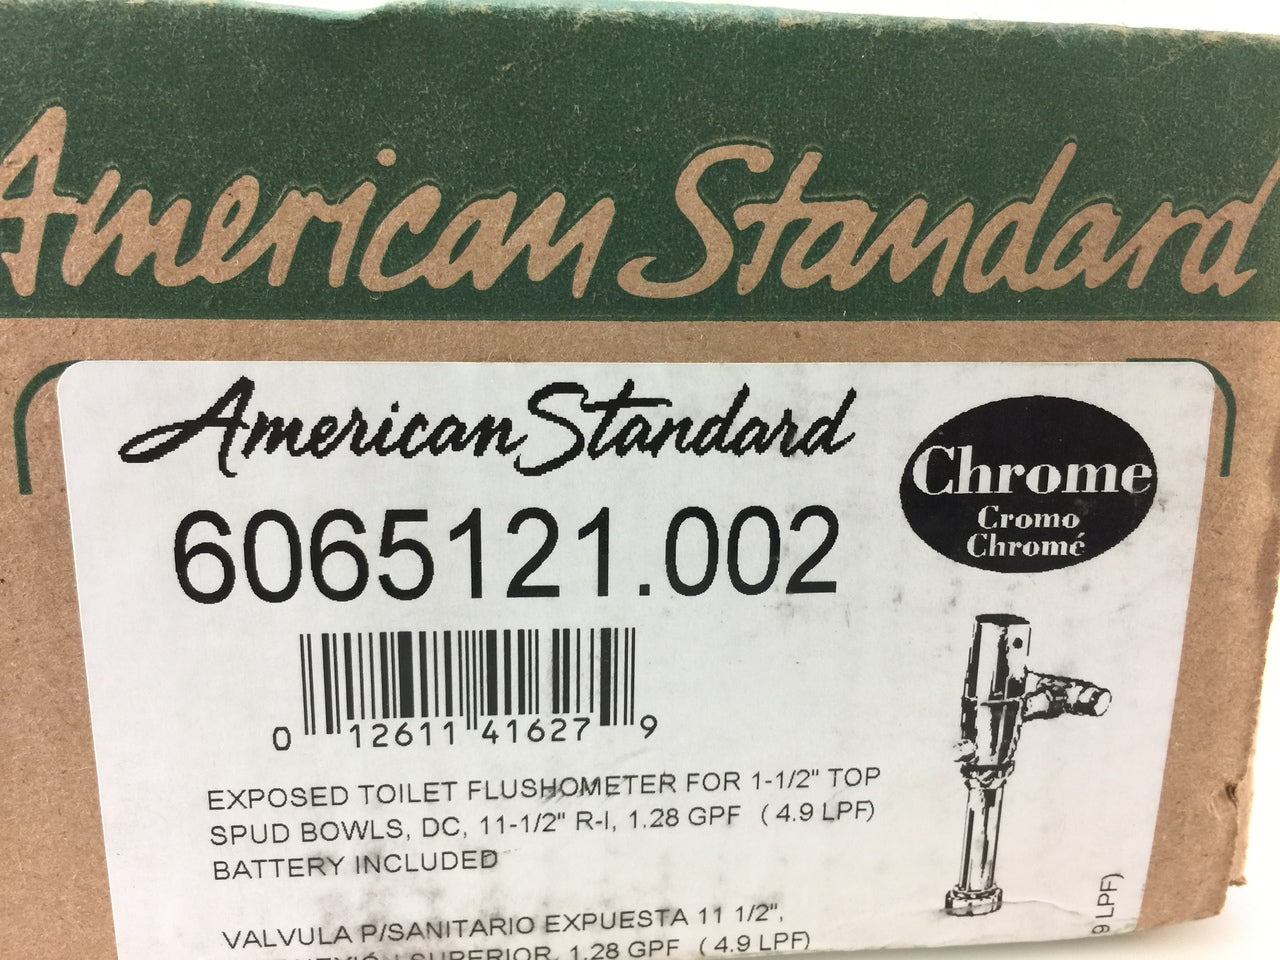 American Standard
American Standard
Chrome
Cromo
Chromé
6065121.002
0 12611 41627 9
EXPOSED TOILET FLUSHOMETER FOR 1-1/2" TOP
SPUD BOWLS, DC, 11-1/2" R-I, 1.28 GPF ( 4.9 LPF)
BATTERY INCLUDED
VALVULA P/SANITARIO EXPUESTA 11 1/2",
SUPERIOR, 1.28 GPF ( 4.9 LPF)
9 LPF)